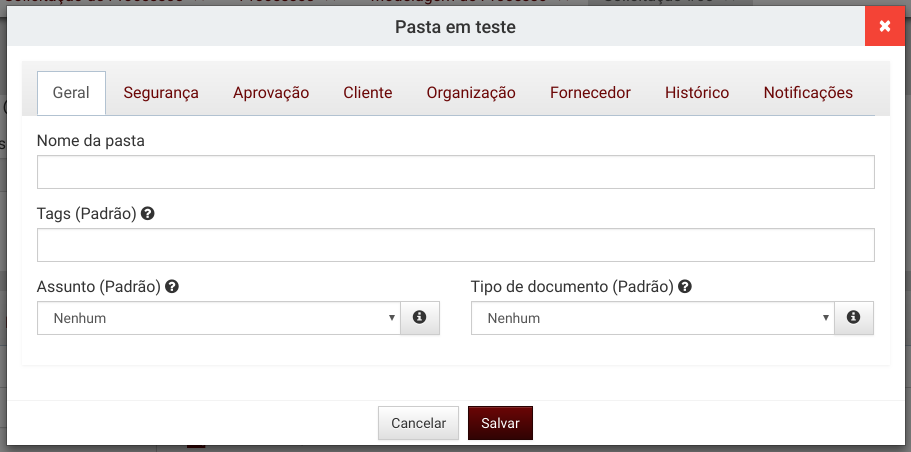 Pasta em teste
Geral Segurança Aprovação Cliente Organização Fornecedor Histórico Notificações
Nome da pasta
Tags (Padrão)
Assunto (Padrão) Tipo de documento (Padrão)
Nenhum Nenhum
Cancelar Salvar